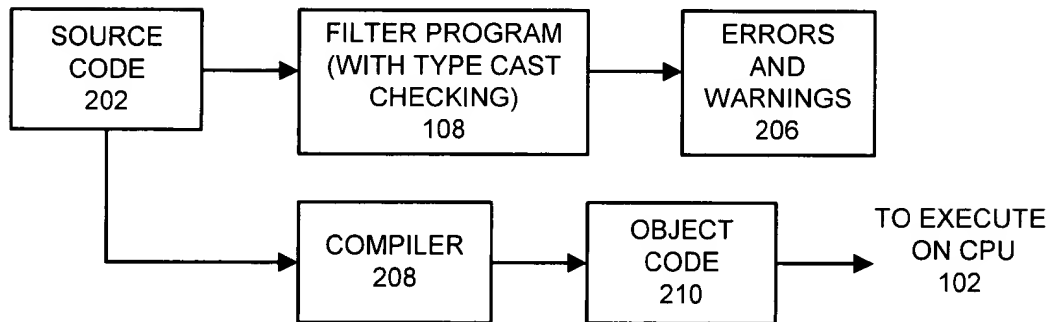 SOURCE
CODE
202
FILTER PROGRAM
(WITH TYPE CAST
CHECKING)
108
ERRORS
AND
WARNINGS
206
COMPILER
208
OBJECT
CODE
210
TO EXECUTE
ON CPU
102